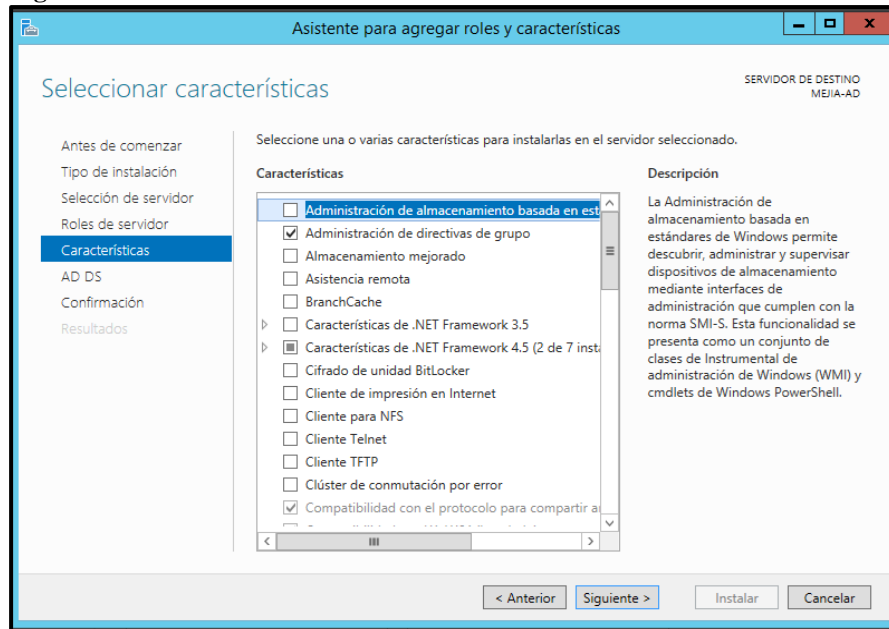 Asistente para agregar roles y características
Seleccionar características
SERVIDOR DE DESTINO
MEJIA-AD
Antes de comenzar
Tipo de instalación
Selección de servidor
Roles de servidor
Características
AD DS
Confirmación
Resultados
Seleccione una o varias características para instalarlas en el servidor seleccionado.
Características
Administración de almacenamiento basada en est
Administración de directivas de grupo
Almacenamiento mejorado
Asistencia remota
BranchCache
Características de .NET Framework 3.5
Características de .NET Framework 4.5 (2 de 7 insta
Cifrado de unidad BitLocker
Cliente de impresión en Internet
Cliente para NFS
Cliente Telnet
Cliente TFTP
Clúster de conmutación por error
Compatibilidad con el protocolo para compartir a
Descripción
La Administración de
almacenamiento basada en
estándares de Windows permite
descubrir, administrar y supervisar
dispositivos de almacenamiento
mediante interfaces de
administración que cumplen con la
norma SMI-S. Esta funcionalidad se
presenta como un conjunto de
clases de Instrumental de
administración de Windows (WMI) y
cmdlets de Windows PowerShell.
< Anterior
Siguiente >
Instalar
Cancelar